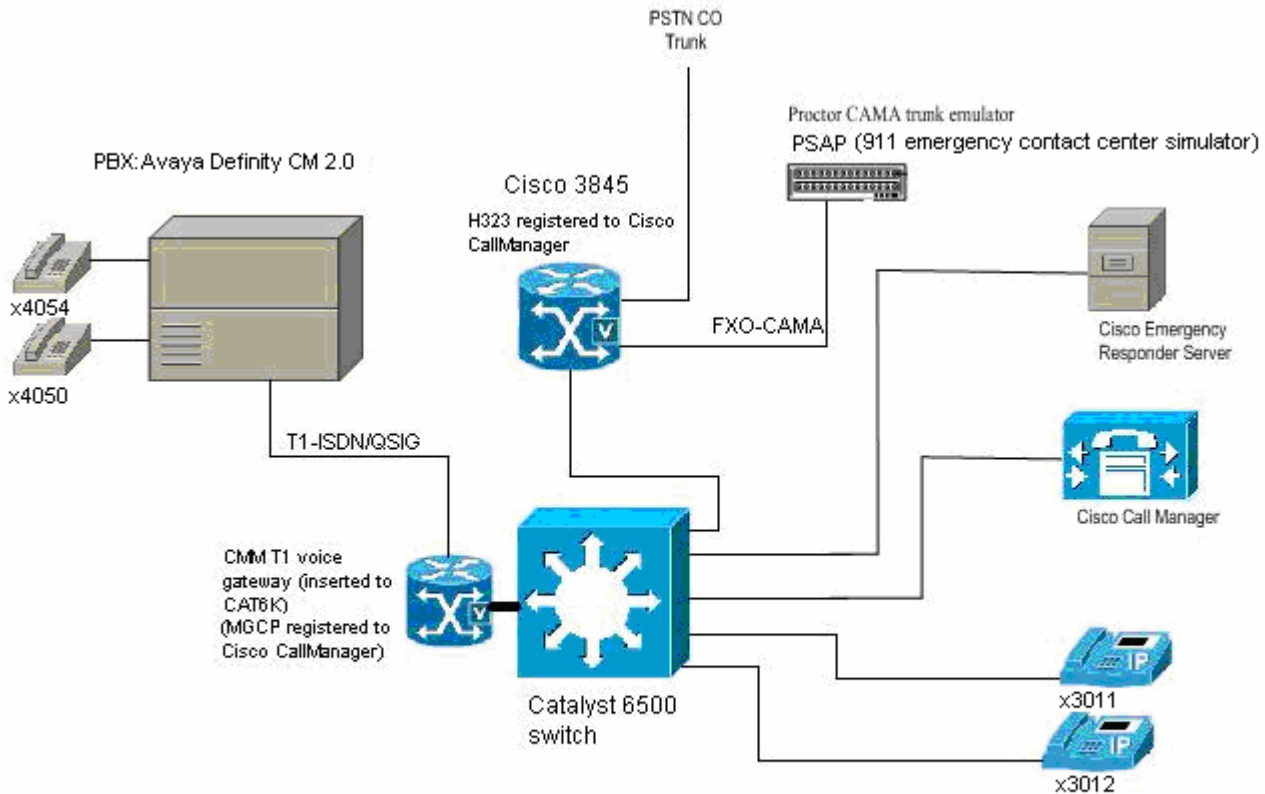 PSTN CO
Trunk
Proctor CAMA trunk emulator
PSAP (911 emergency contact center simulator)
PBX:Avaya Definity CM 2.0
Cisco 3845
H323 registered to Cisco
CallManager
V
x4054
FXO-CAMA
x4050
Cisco Emergency
Responder Server
T1-ISDN/QSIG
Cisco Call Manager
CMM T1 voice
gateway (inserted to
CAT6K)
(MGCP registered to
Cisco CallManager)
V
Catalyst 6500
switch
IP
x3011
IP
x3012